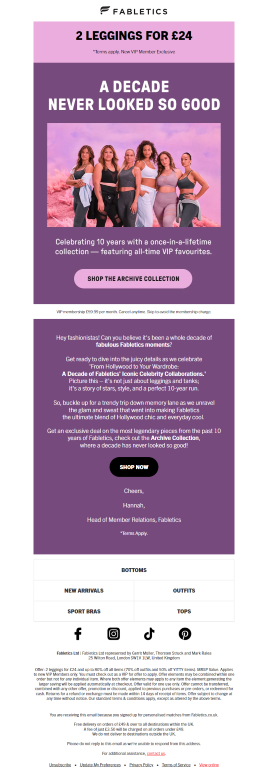 FABLETICS
2 LEGGINGS FOR £24
*Terms apply. New VIP Member Exclusive
A DECADE
NEVER LOOKED SO GOOD
Celebrating 10 years with a once-in-a-lifetime
collection — featuring all-time VIP favourites.
SHOP THE ARCHIVE COLLECTION
VIP membership £59.99 per month. Cancel anytime. Skip to avoid the membership charge.
Hey fashionistas! Can you believe it's been a whole decade of
fabulous Fabletics moments?
Get ready to dive into the juicy details as we celebrate
"From Hollywood to Your Wardrobe:
A Decade of Fabletics' Iconic Celebrity Collaborations."
Picture this – it's not just about leggings and tanks;
it's a story of stars, style, and a perfect 10-year run.
So, buckle up for a trendy trip down memory lane as we unravel
the glam and sweat that went into making Fabletics
the ultimate blend of Hollywood chic and everyday cool.
Get an exclusive deal on the most legendary pieces from the past 10
years of Fabletics, check out the Archive Collection,
where a decade has never looked so good!
SHOP NOW
Cheers,
Hannah,
Head of Member Relations, Fabletics
*Terms Apply.
BOTTOMS
NEW ARRIVALS
OUTFITS
SPORT BRAS
TOPS
Fabletics Ltd | Fabletics Ltd represented by Gerrit Müller, Thorsten Struck and Mark Ralea
25 Wilton Road, London SW1V 1LW, United Kingdom
You are receiving this email because you signed up for personalised matches from Fabletics.co.uk.
Free delivery on orders of £49 & over to all destinations within the UK.
A fee of just £3.50 will be charged on all orders under £49.
We do not deliver to destinations outside the UK.
Please do not reply to this email as we're unable to respond from this address.
For additional assistance, contact us.
Unsubscribe • Update My Preferences • Privacy Policy • Terms of Service • View online